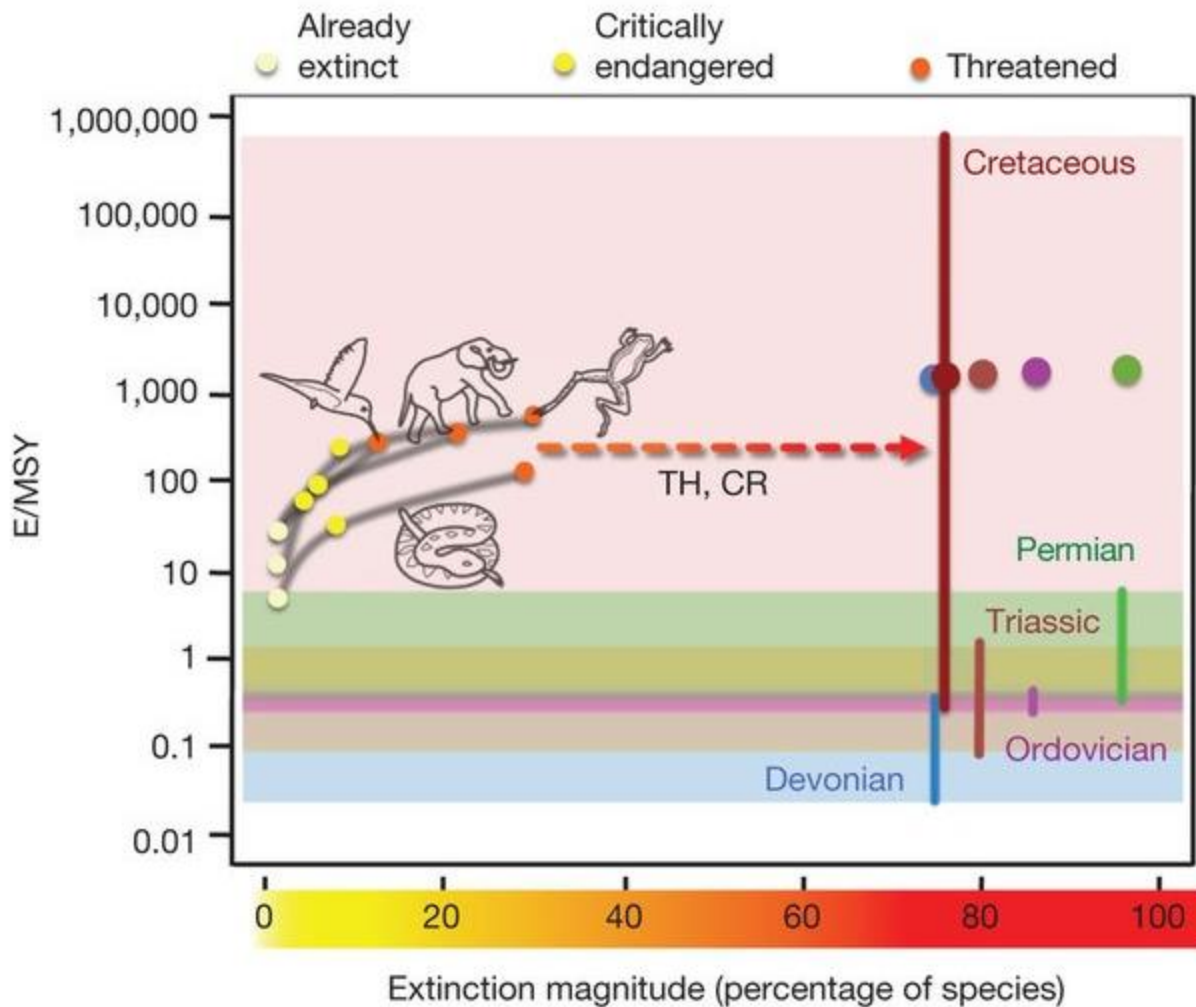 Already
extinct
Critically
endangered
Threatened
1,000,000
100,000
10,000
1,000
100
10
1
0.1
0.01
E/MSY
Cretaceous
TH, CR
Permian
Triassic
Ordovician
Devonian
0 20 40 60 80 100
Extinction magnitude (percentage of species)